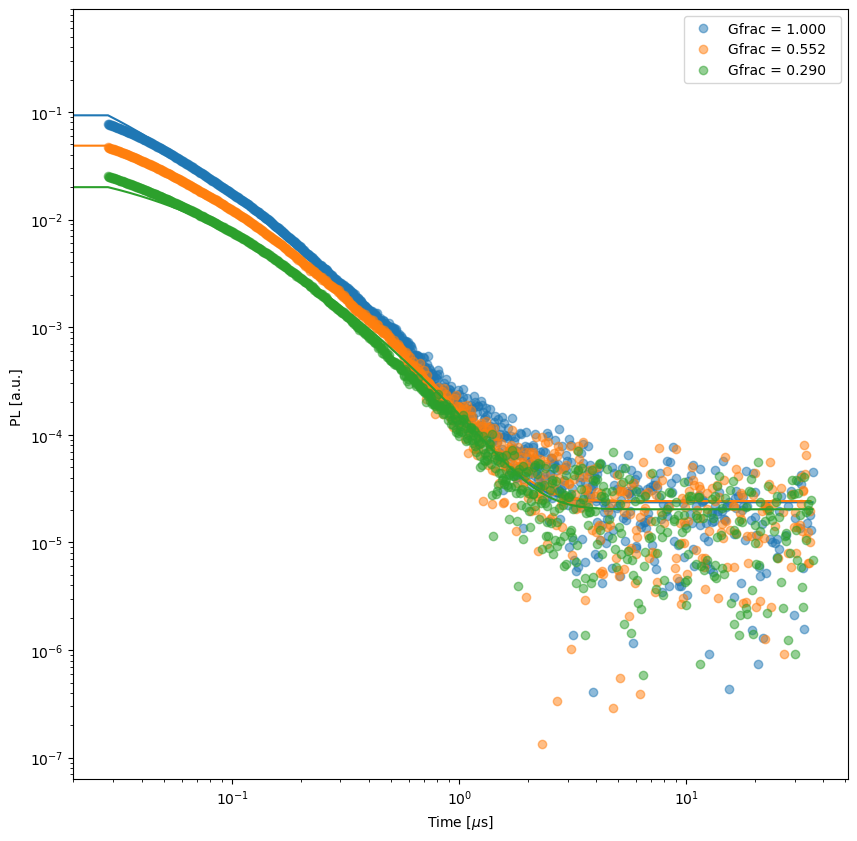 Gfrac = 1.000
Gfrac = 0.552
Gfrac = 0.290
PL [a.u.]
10⁻¹
10⁻²
10⁻³
10⁻⁴
10⁻⁵
10⁻⁶
10⁻⁷
10⁻¹ 10⁰ 10¹
Time [μs]